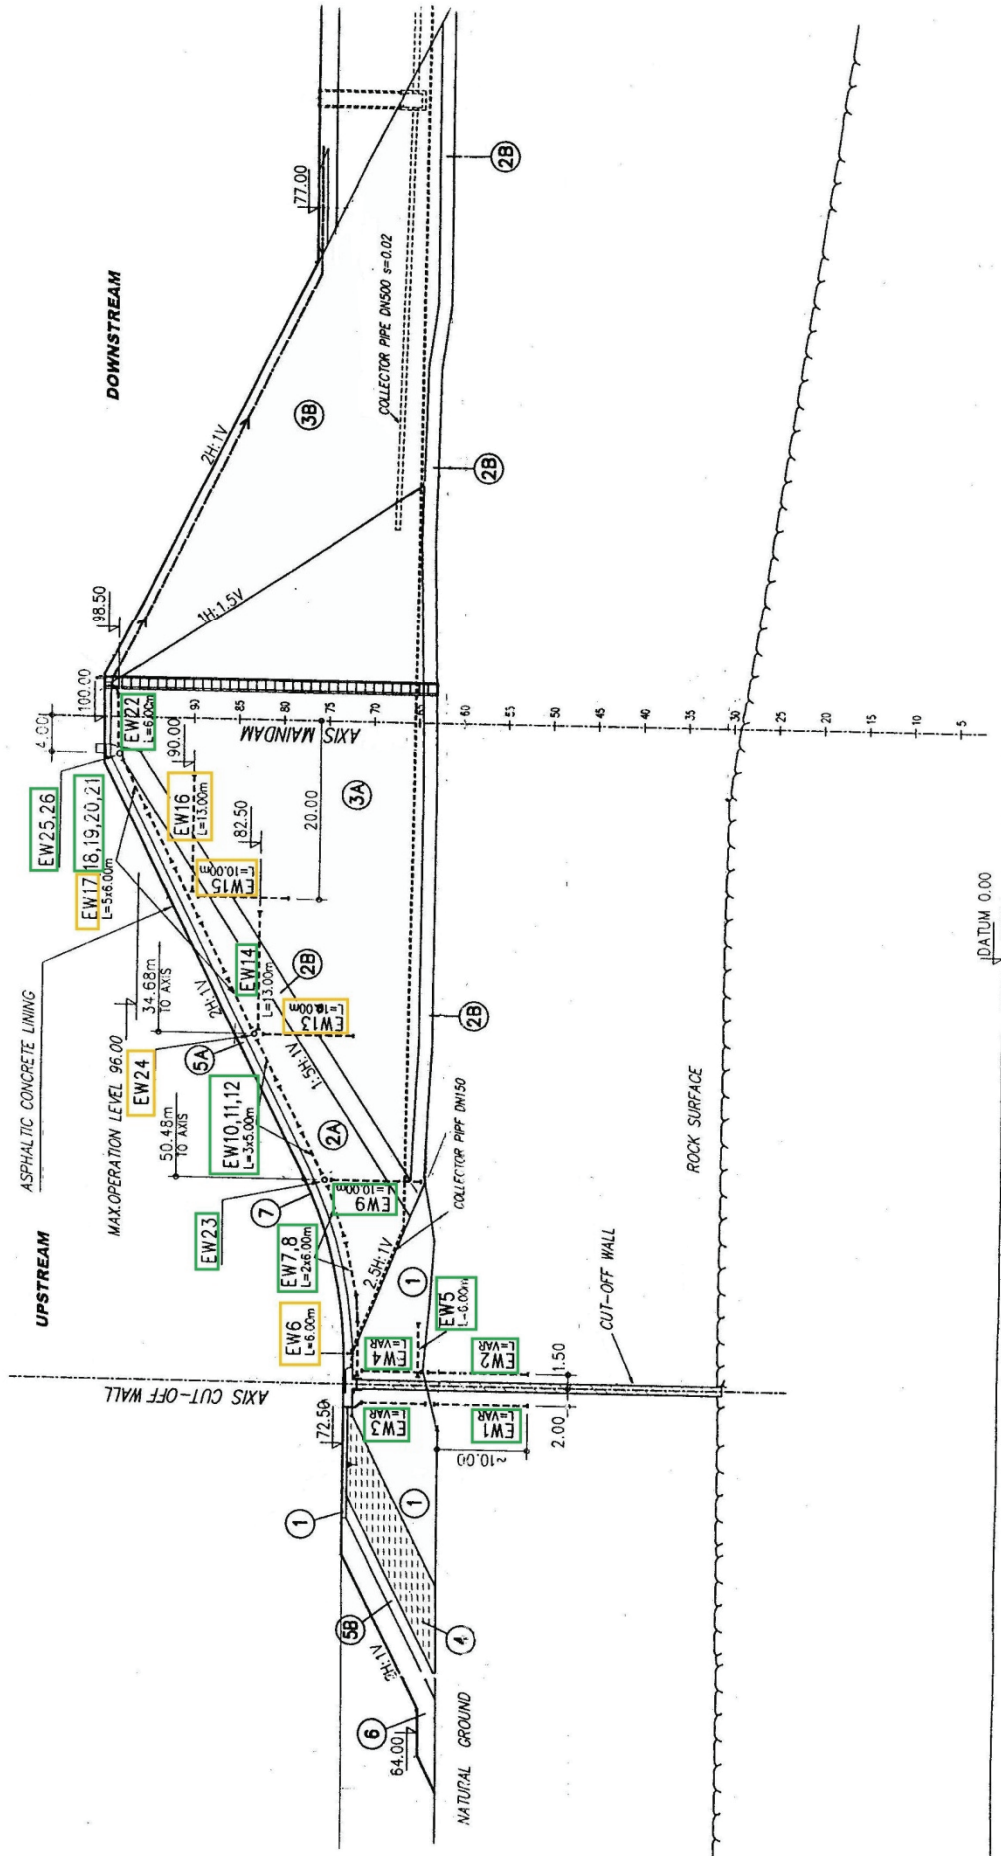 UPSTREAM
DOWNSTREAM
ASPHALTIC CONCRETE LINING
MAX.OPERATION LEVEL 96.00
EW25,26
EW17 18,19,20,21
L=5x6.00m
EW22
L=6.00m
4.00
100.00
98.50
EW16
L=13.00m
90.00
EW15
L=10.00m
82.50
EW14
L=13.00m
EW13
L=10.00m
20.00
34.68m
TO AXIS
50.48m
TO AXIS
EW24
EW10,11,12
L=3x5.00m
EW23
EW7,8
L=2x6.00m
EW9
L=10.00m
EW6
L=6.00m
EW5
EW4
L=VAR
EW2
L=VAR
EW3
L=VAR
EW1
L=VAR
AXIS CUT-OFF WALL
72.50
~10.00
2.00
1.50
CUT-OFF WALL
COLLECTOR PIPE DN150
2.5H:1V
1:5H:1V
2H:1V
2H:1V
1H:1.5V
AXIS MAINDAM
90
85
80
75
70
65
60
55
50
45
40
35
30
25
20
15
10
5
77.00
COLLECTOR PIPE DN500 s=0.02
1
1
1
2A
2B
2B
2B
2B
3A
3B
4
5A
5B
6
7
64.00
NATURAL GROUND
ROCK SURFACE
DATUM 0.00